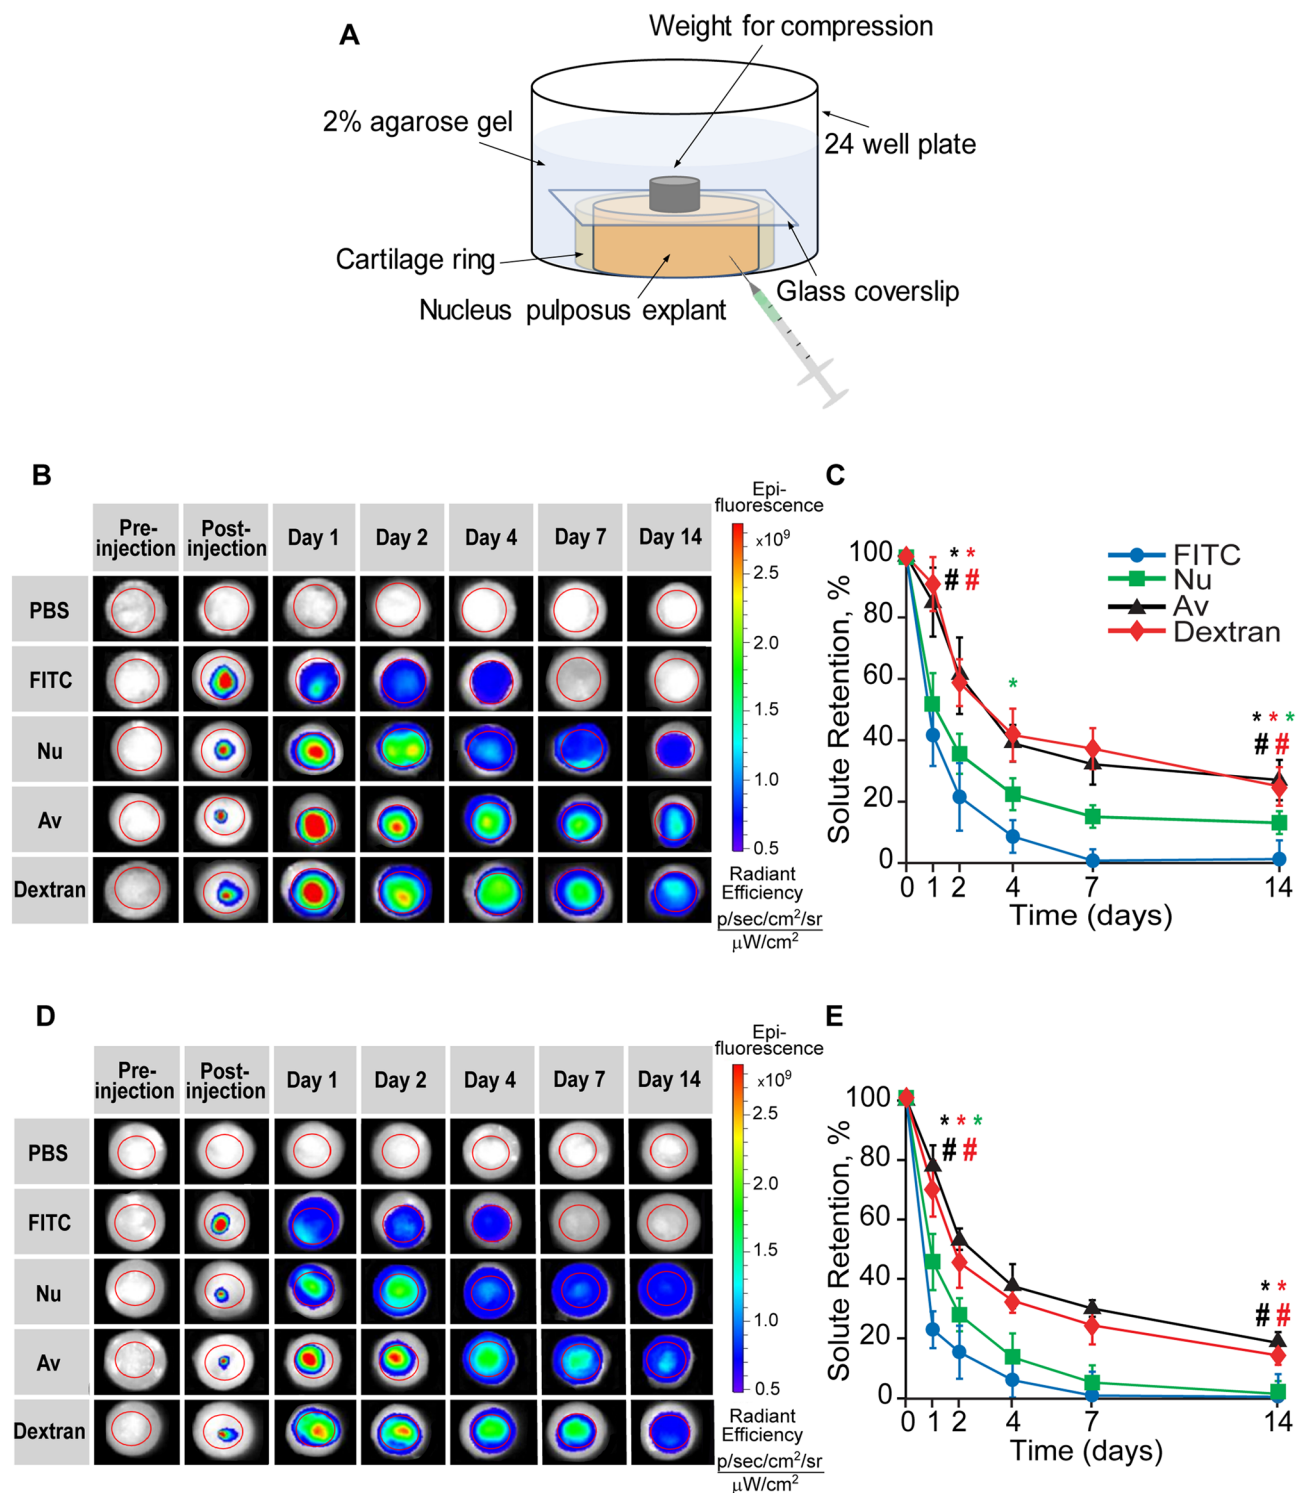 A
Weight for compression
2% agarose gel
24 well plate
Cartilage ring
Glass coverslip
Nucleus pulposus explant
B
Pre-
injection
Post-
injection
Day 1
Day 2
Day 4
Day 7
Day 14
PBS
FITC
Nu
Av
Dextran
Epi-
fluorescence
x10⁹
2.5
2.0
1.5
1.0
0.5
Radiant
Efficiency
p/sec/cm²/sr
μW/cm²
C
Solute Retention, %
100
80
60
40
20
0
* *
# #
*
* * *
# #
FITC
Nu
Av
Dextran
0 1 2 4 7 14
Time (days)
D
Pre-
injection
Post-
injection
Day 1
Day 2
Day 4
Day 7
Day 14
PBS
FITC
Nu
Av
Dextran
Epi-
fluorescence
x10⁹
2.5
2.0
1.5
1.0
0.5
Radiant
Efficiency
p/sec/cm²/sr
μW/cm²
E
Solute Retention, %
100
80
60
40
20
0
* * *
# #
* *
# #
0 1 2 4 7 14
Time (days)